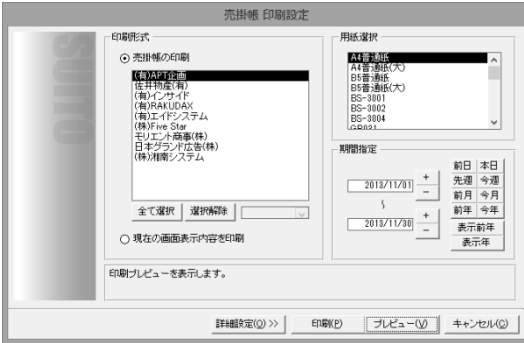 売掛帳 印刷設定
SUITO
印刷形式
売掛帳の印刷
(有)APT企画
佐井物産(有)
(有)インサイド
(有)RAKUDAX
(有)エイドシステム
(株)Five Star
モリエント商事(株)
日本グランド広告(株)
(株)湘南システム
全て選択 選択解除
現在の画面表示内容を印刷
用紙選択
A4普通紙
A4普通紙(大)
B5普通紙
B5普通紙(大)
BS-3001
BS-3002
BS-3004
GP031
期間指定
2013/11/01
+
-
～
2013/11/30
+
-
前日 本日
先週 今週
前月 今月
前年 今年
表示前年
表示年
印刷プレビューを表示します。
詳細設定(O) >> 印刷(P) プレビュー(V) キャンセル(C)